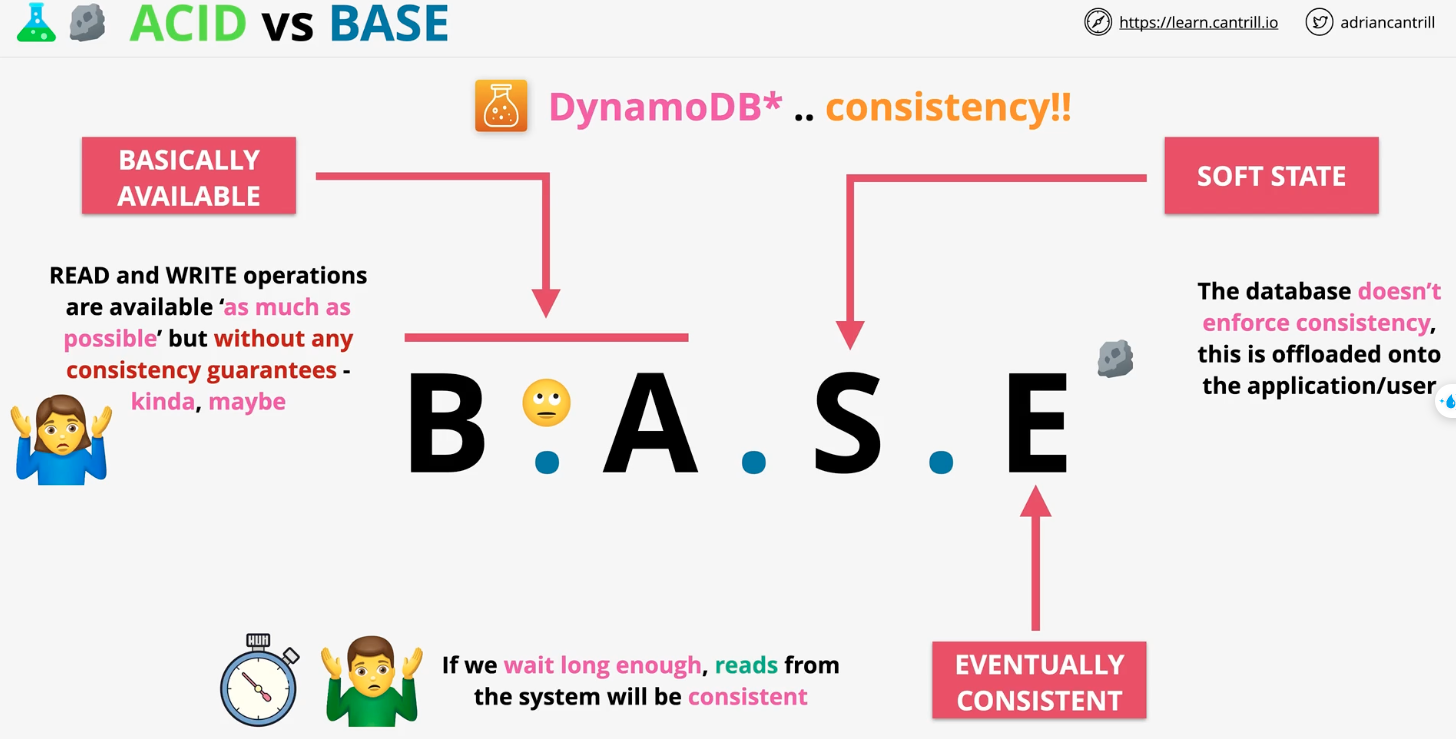 ACID vs BASE
https://learn.cantrill.io
adriancantrill
DynamoDB* .. consistency!!
BASICALLY
AVAILABLE
SOFT STATE
READ and WRITE operations
are available ‘as much as
possible’ but without any
consistency guarantees -
kinda, maybe
The database doesn’t
enforce consistency,
this is offloaded onto
the application/user
B . A . S . E
If we wait long enough, reads from
the system will be consistent
EVENTUALLY
CONSISTENT